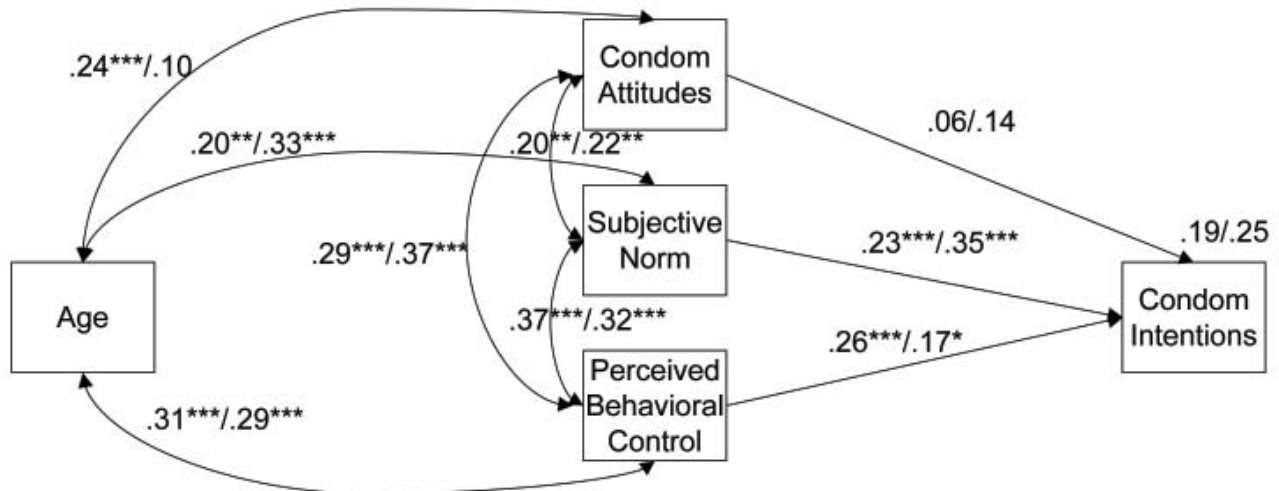 Condom
Attitudes
.24***/.10
.06/.14
.20**/.33***
.20**/.22**
Subjective
Norm
.29***/.37***
.23***/.35***
.19/.25
Age
Condom
Intentions
.37***/.32***
.26***/.17*
Perceived
Behavioral
Control
.31***/.29***